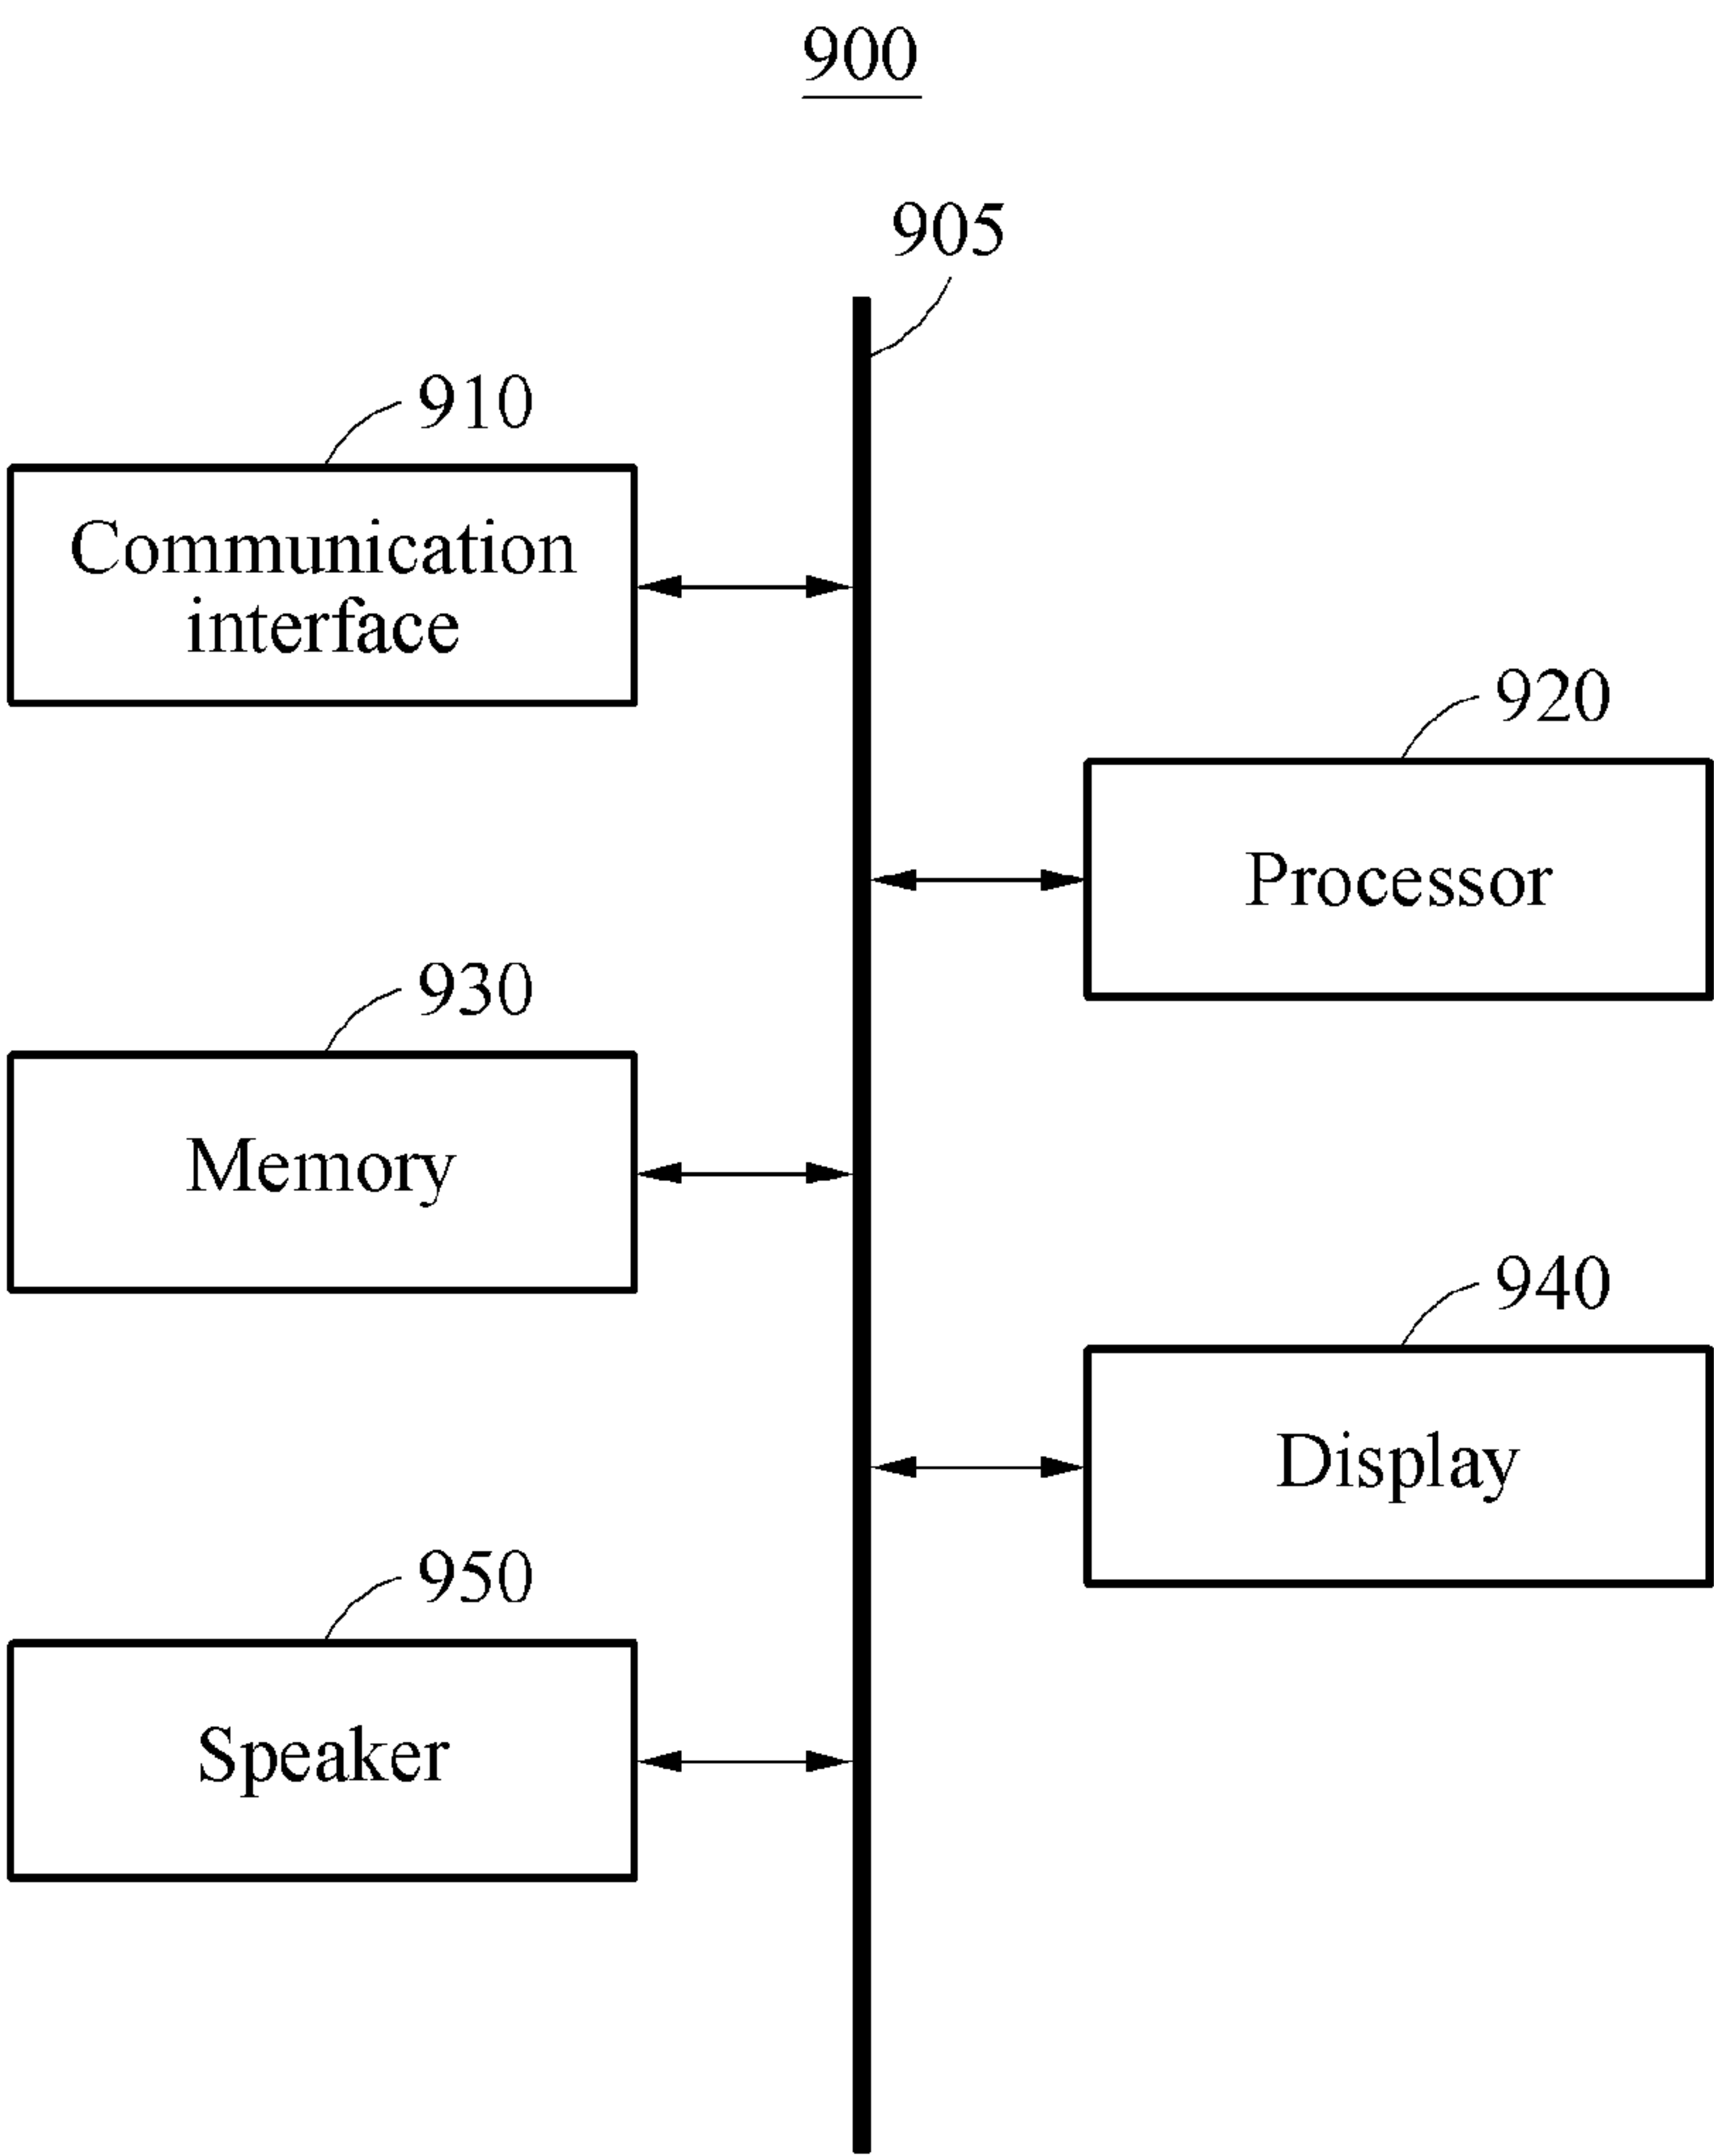 900
905
910
Communication
interface
920
Processor
930
Memory
940
Display
950
Speaker